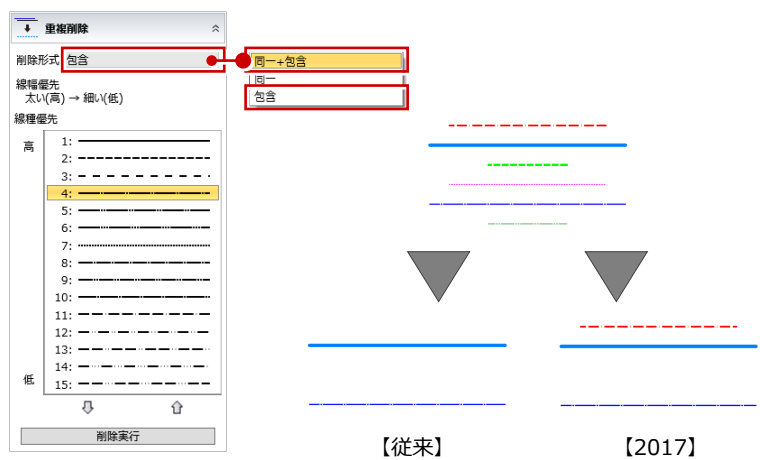 重複削除
削除形式 包含
同一+包含
同一
包含
線幅優先
太い(高) → 細い(低)
線種優先
高
1:
2:
3:
4:
5:
6:
7:
8:
9:
10:
11:
12:
13:
14:
低
15:
削除実行
【従来】
【2017】